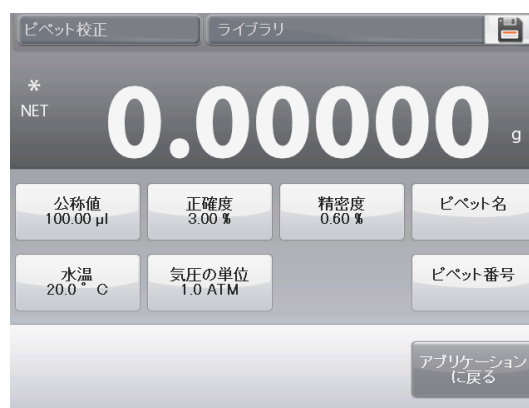 ピペット校正
ライブラリ
*
NET
0.00000 g
公称値
100.00 µl
正確度
3.00 %
精密度
0.60 %
ピペット名
水温
20.0 ° C
気圧の単位
1.0 ATM
ピペット番号
アプリケーション
に戻る